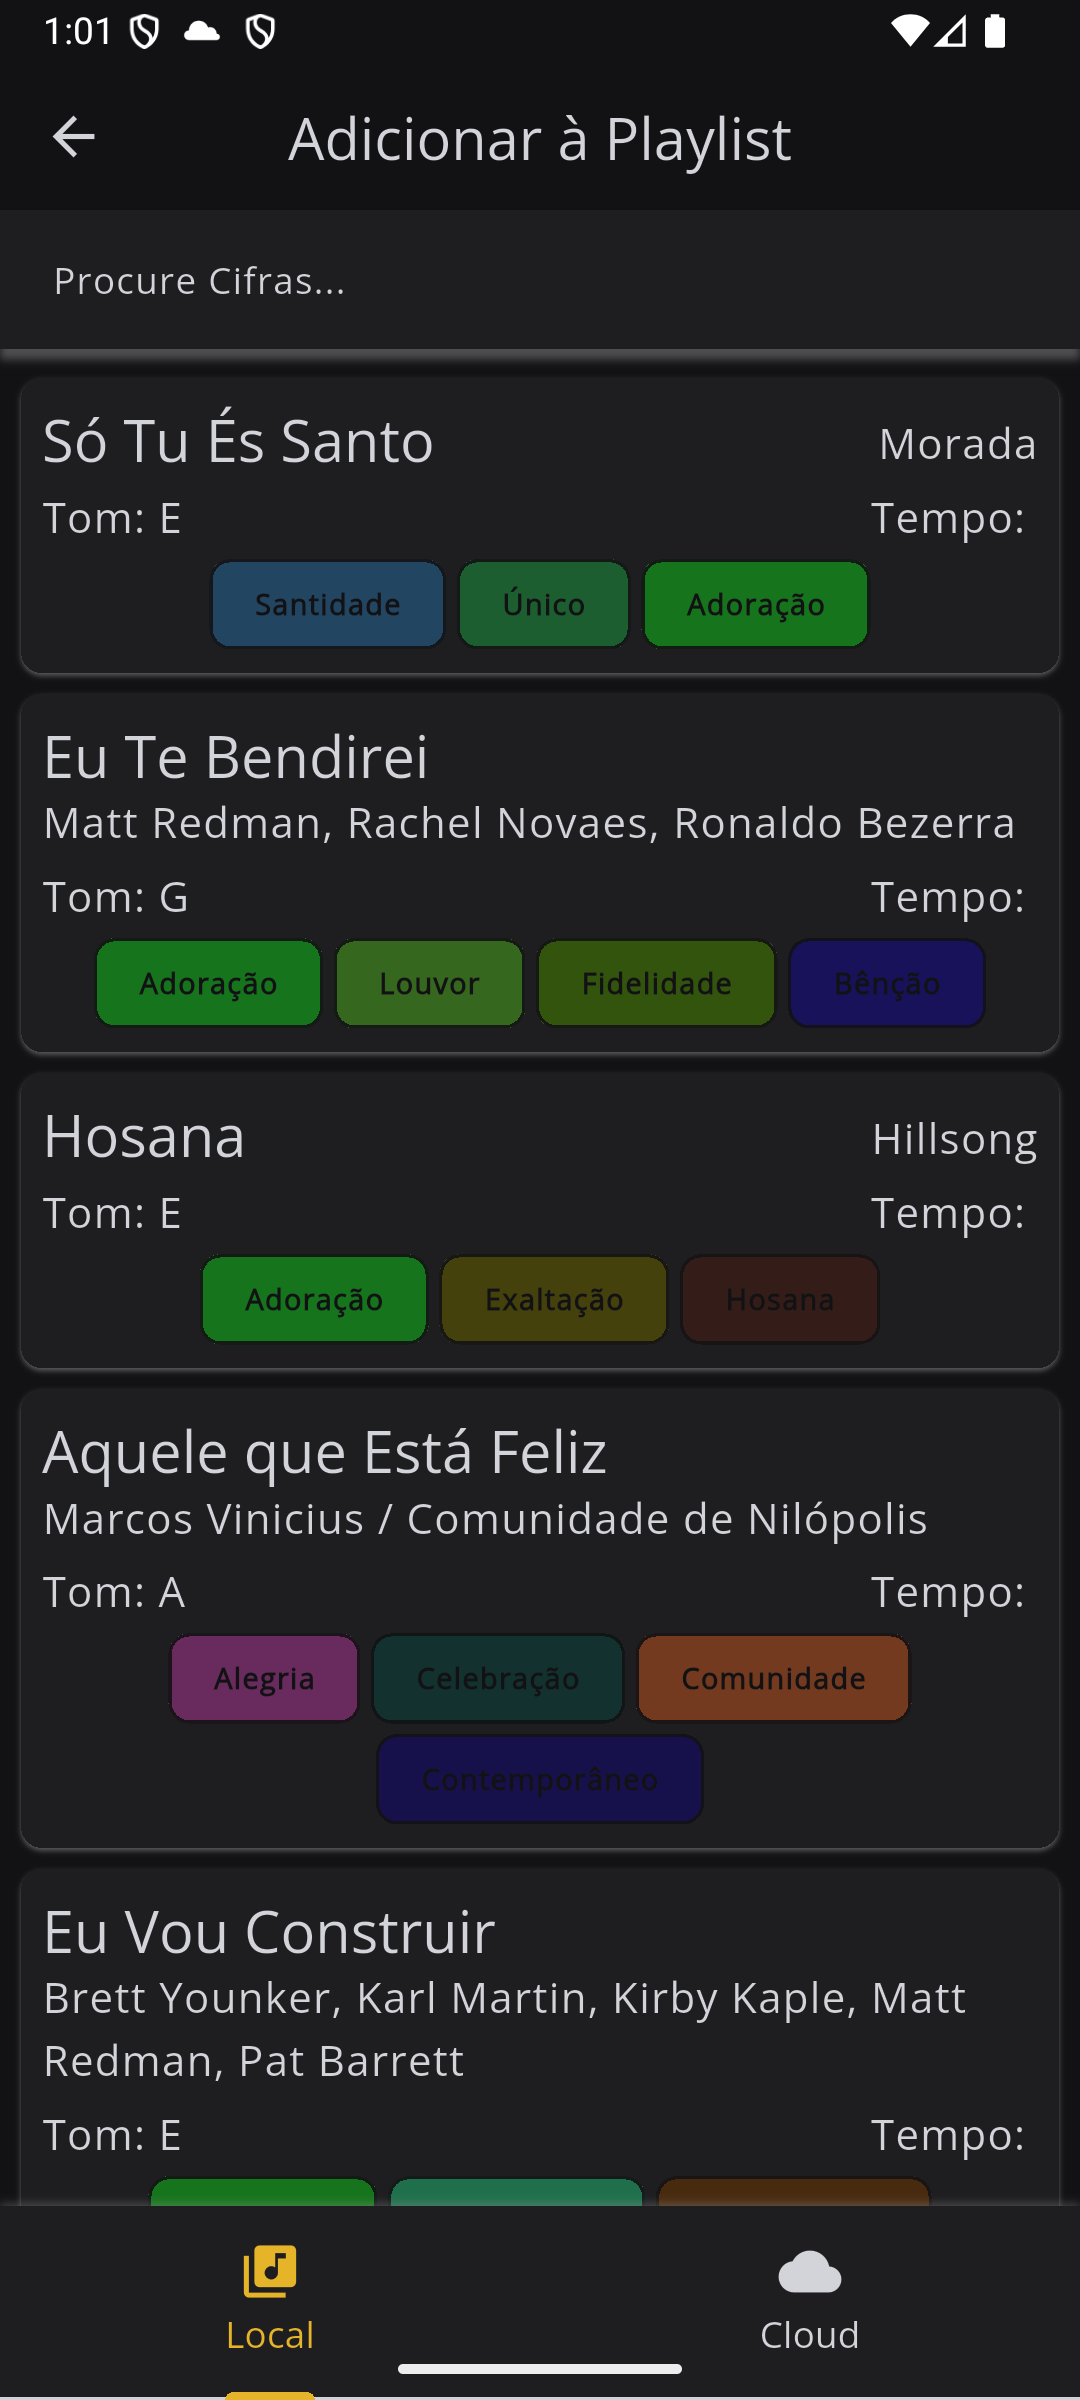 1:01
Adicionar à Playlist
Procure Cifras...
Só Tu És Santo
Morada
Tom: E
Tempo:
Santidade
Único
Adoração
Eu Te Bendirei
Matt Redman, Rachel Novaes, Ronaldo Bezerra
Tom: G
Tempo:
Adoração
Louvor
Fidelidade
Bênção
Hosana
Hillsong
Tom: E
Tempo:
Adoração
Exaltação
Hosana
Aquele que Está Feliz
Marcos Vinicius / Comunidade de Nilópolis
Tom: A
Tempo:
Alegria
Celebração
Comunidade
Contemporâneo
Eu Vou Construir
Brett Younker, Karl Martin, Kirby Kaple, Matt
Redman, Pat Barrett
Tom: E
Tempo:
Local
Cloud